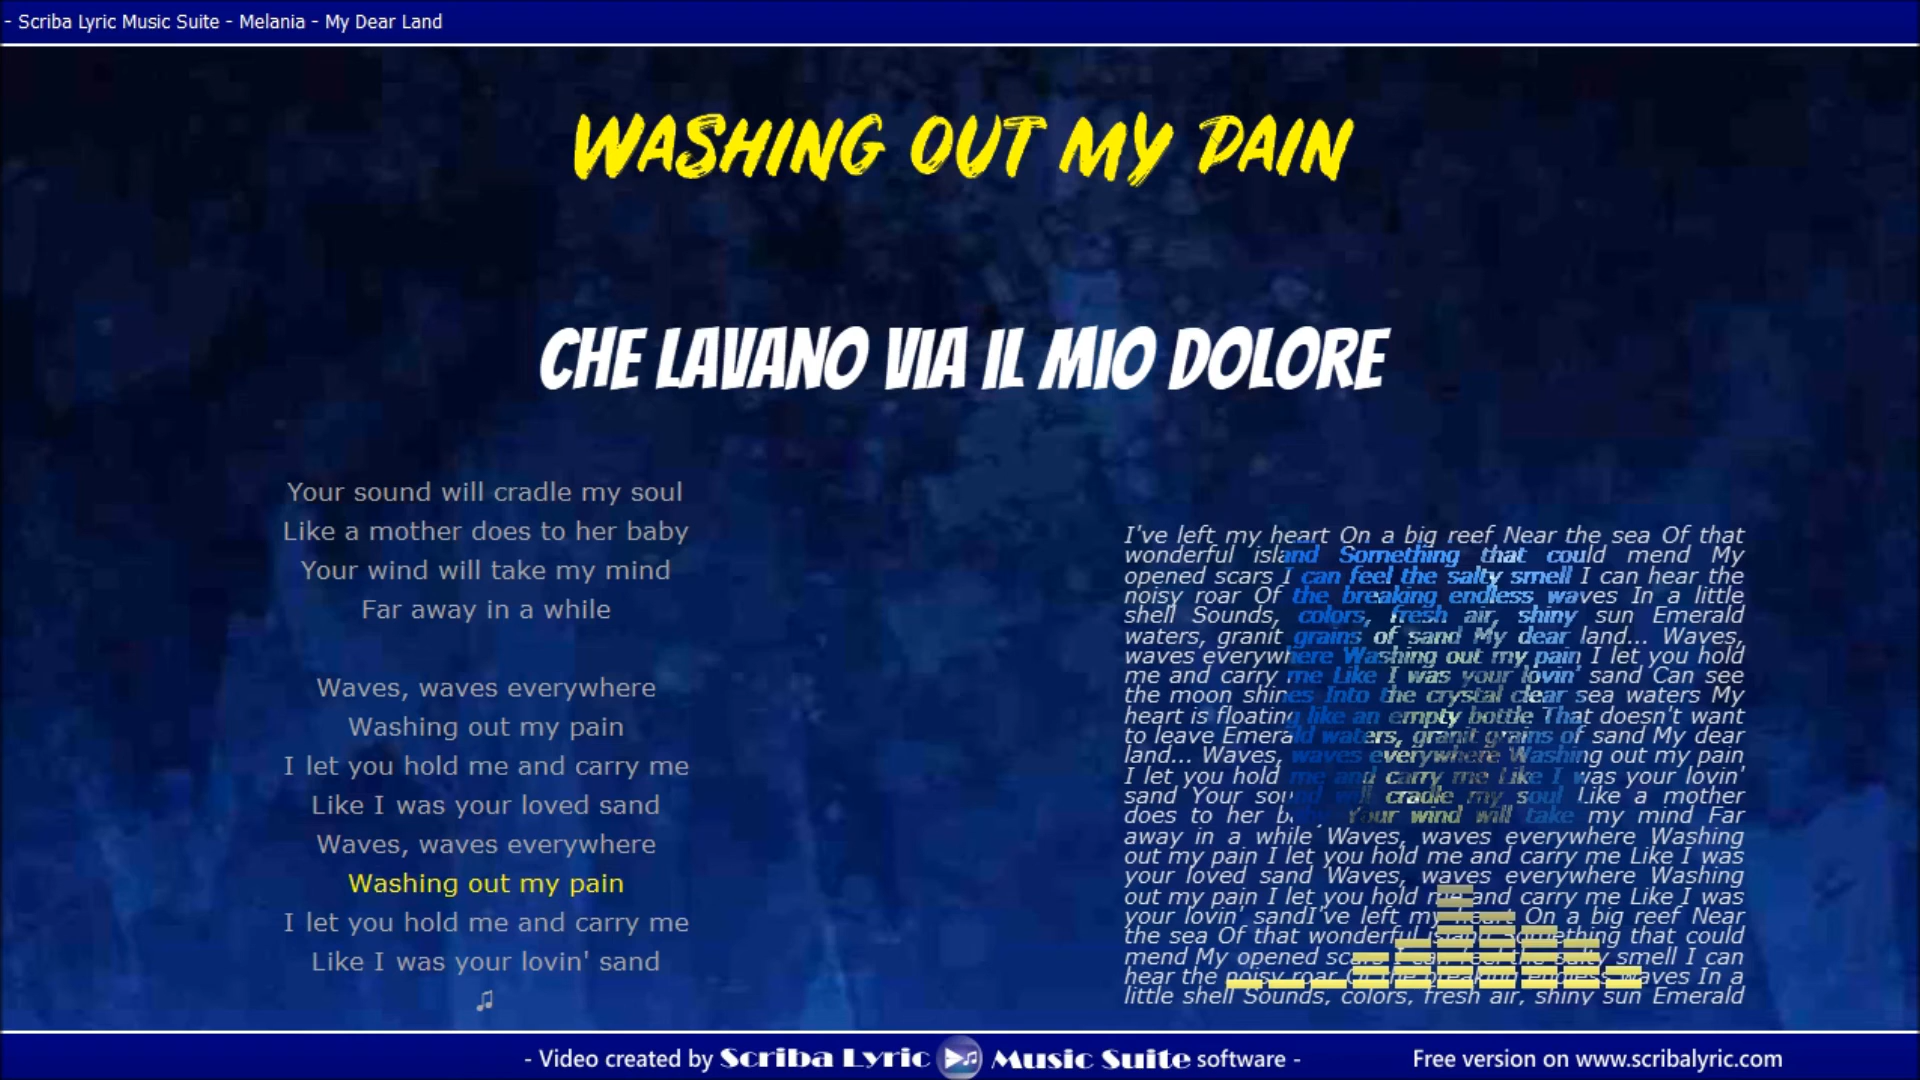 - Scriba Lyric Music Suite - Melania - My Dear Land
WASHING OUT MY PAIN
CHE LAVANO VIA IL MIO DOLORE
Your sound will cradle my soul
Like a mother does to her baby
Your wind will take my mind
Far away in a while
Waves, waves everywhere
Washing out my pain
I let you hold me and carry me
Like I was your loved sand
Waves, waves everywhere
Washing out my pain
I let you hold me and carry me
Like I was your lovin' sand
I've left my heart On a big reef Near the sea Of that
wonderful island Something that could mend My
opened scars I can feel the salty smell I can hear the
noisy roar Of the breaking endless waves In a little
shell Sounds, colors, fresh air, shiny sun Emerald
waters, granit grains of sand My dear land... Waves,
waves everywhere Washing out my pain I let you hold
me and carry me Like I was your lovin' sand Can see
the moon shines Into the crystal clear sea waters My
heart is floating like an empty bottle That doesn't want
to leave Emerald waters, granit grains of sand My dear
land... Waves, waves everywhere Washing out my pain
I let you hold me and carry me Like I was your lovin'
sand Your sound will cradle my soul Like a mother
does to her Your wind will take my mind Far
away in a while Waves, waves everywhere Washing
out my pain I let you hold me and carry me Like I was
your loved sand Waves, waves everywhere Washing
out my pain I let you hold me and carry me Like I was
your lovin' sandI've left my heart On a big reef Near
the sea Of that wonderful island Something that could
mend My opened scars I can feel the salty smell I can
hear the noisy roar Of the breaking endless waves In a
little shell Sounds, colors, fresh air, shiny sun Emerald
- Video created by Scriba Lyric Music Suite software -
Free version on www.scribalyric.com